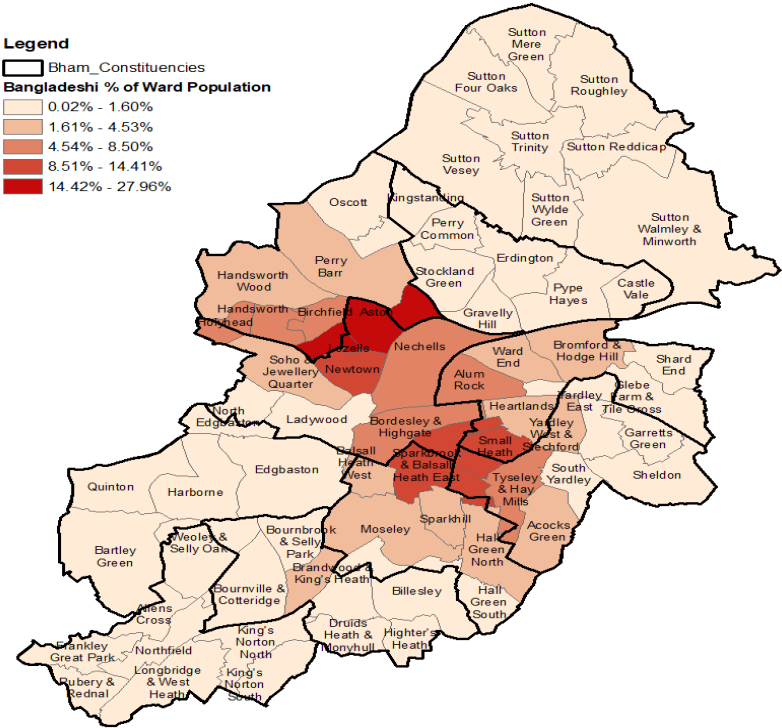 Legend
Bham_Constituencies
Bangladeshi % of Ward Population
0.02% - 1.60%
1.61% - 4.53%
4.54% - 8.50%
8.51% - 14.41%
14.42% - 27.96%
Sutton
Mere
Green
Sutton
Four Oaks
Sutton
Roughley
Sutton
Trinity
Sutton Reddicap
Sutton
Vesey
Sutton
Wylde
Green
Sutton
Walmley &
Minworth
Oscott
Kingstanding
Perry
Common
Erdington
Perry
Barr
Stockland
Green
Handsworth
Wood
Pype
Hayes
Castle
Vale
Gravelly
Hill
Handsworth
Birchfield
Aston
Holyhead
Lozells
Nechells
Ward
End
Bromford &
Hodge Hill
Shard
End
Soho &
Jewellery
Quarter
Newtown
Alum
Rock
Glebe
Farm &
Tile Cross
Yardley
East
Heartlands
North
Edgbaston
Ladywood
Bordesley &
Highgate
Yardley
West &
Stechford
Garretts
Green
Small
Heath
Balsall
Heath
West
Sparkbrook
& Balsall
Heath East
South
Yardley
Sheldon
Edgbaston
Quinton
Harborne
Tyseley
& Hay
Mills
Moseley
Sparkhill
Acocks
Green
Hall
Green
North
Bartley
Green
Weoley &
Selly Oak
Bournbrook
& Selly
Park
Brandwood &
King's Heath
Bournville &
Cotteridge
Billesley
Hall
Green
South
Allens
Cross
Druids
Heath &
Monyhull
Highter's
Heath
King's
Norton
North
Frankley
Great Park
Northfield
Longbridge
& West
Heath
King's
Norton
South
Rubery &
Rednal